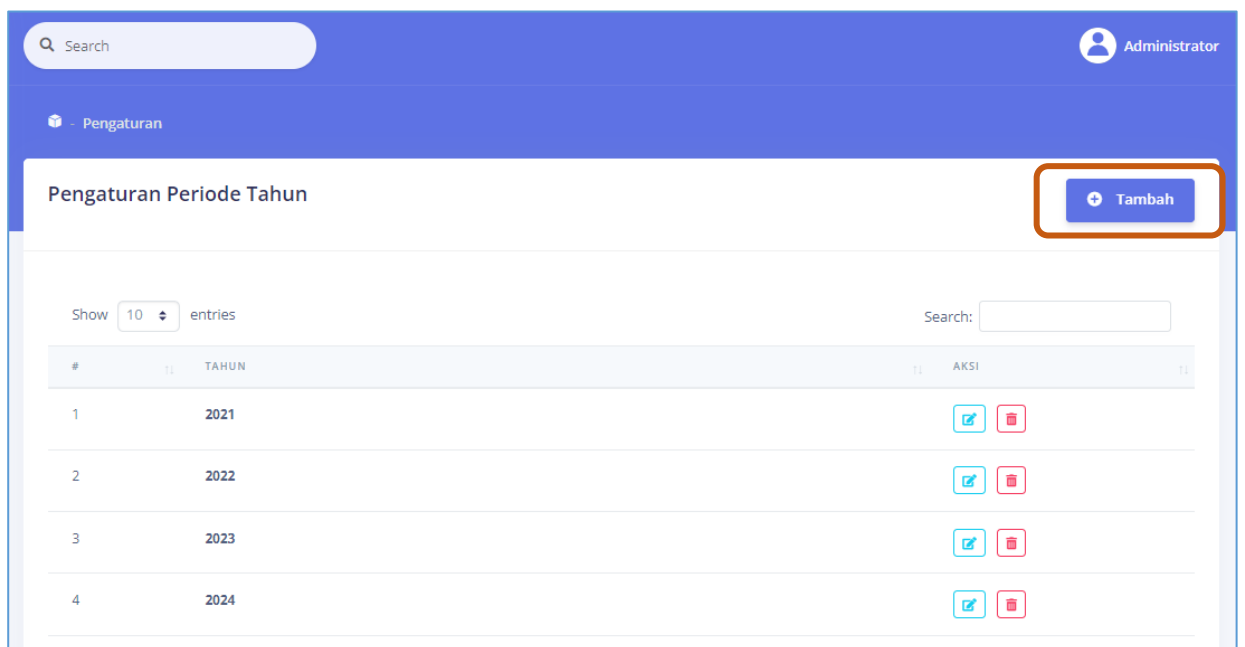 Search
Administrator
- Pengaturan
Pengaturan Periode Tahun
Tambah
Show 10 entries
Search:
# TAHUN AKSI
1 2021
2 2022
3 2023
4 2024